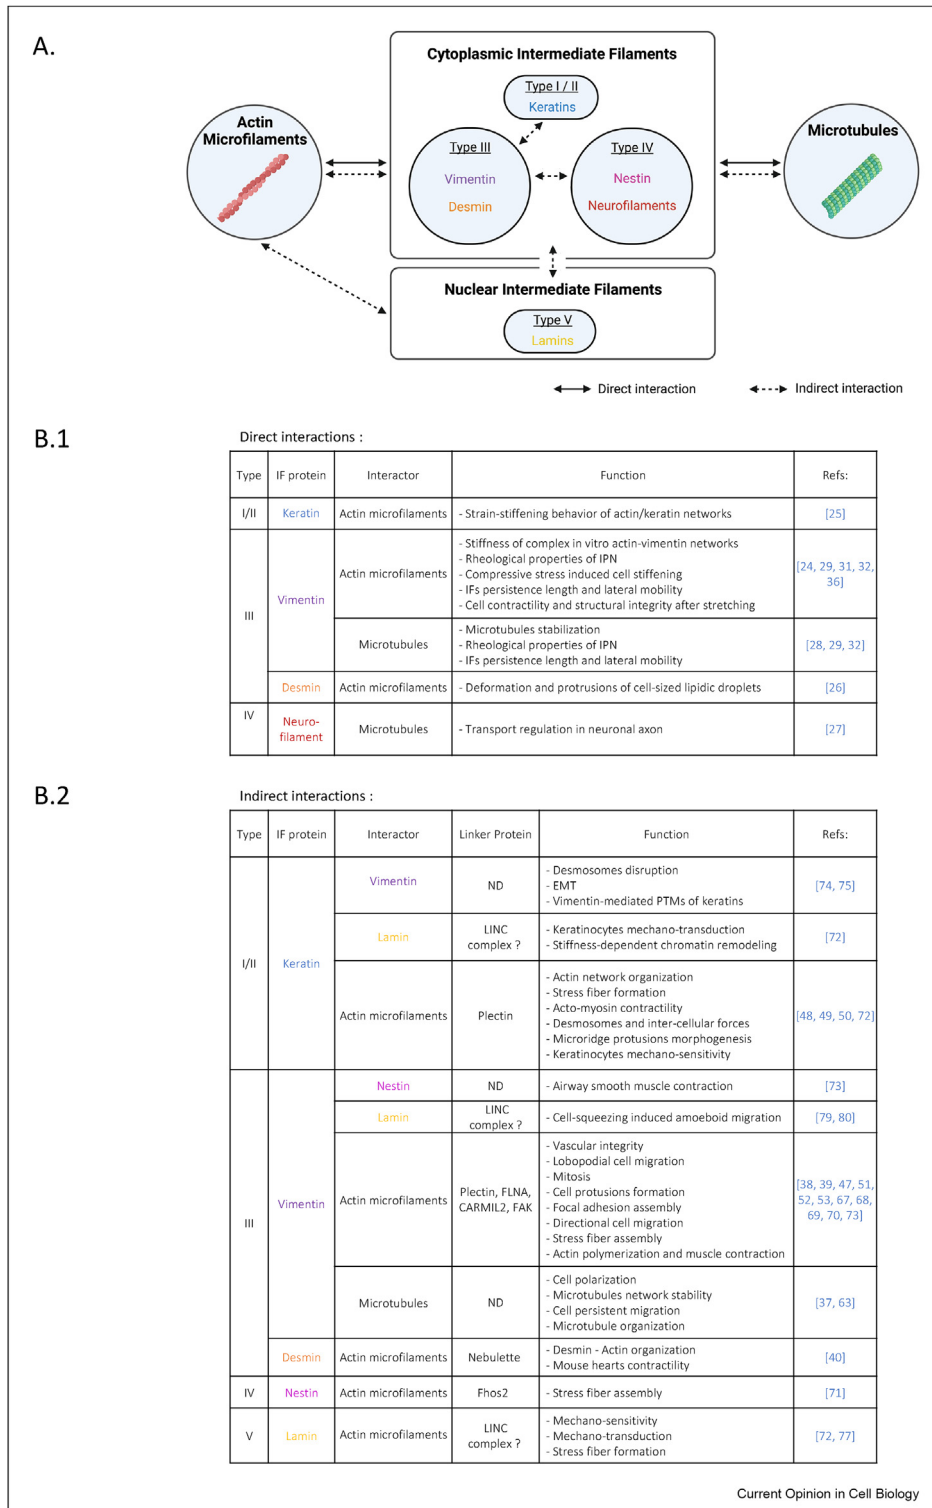 A.
Cytoplasmic Intermediate Filaments
Type I / II
Keratins
Actin
Microfilaments
Microtubules
Type III
Vimentin
Desmin
Type IV
Nestin
Neurofilaments
Nuclear Intermediate Filaments
Type V
Lamins
Direct interaction
Indirect interaction
B.1
Direct interactions :
Type IF protein Interactor Function Refs:
I/II Keratin Actin microfilaments - Strain-stiffening behavior of actin/keratin networks [25]
III
Vimentin
Actin microfilaments
- Stiffness of complex in vitro actin-vimentin networks
- Rheological properties of IPN
- Compressive stress induced cell stiffening
- IFs persistence length and lateral mobility
- Cell contractility and structural integrity after stretching
[24, 29, 31, 32,
36]
Microtubules
- Microtubules stabilization
- Rheological properties of IPN
- IFs persistence length and lateral mobility
[28, 29, 32]
Desmin Actin microfilaments - Deformation and protrusions of cell-sized lipidic droplets [26]
IV
Neuro-
filament
Microtubules - Transport regulation in neuronal axon [27]
B.2
Indirect interactions :
Type IF protein Interactor Linker Protein Function Refs:
I/II
Keratin
Vimentin
ND
- Desmosomes disruption
- EMT
- Vimentin-mediated PTMs of keratins
[74, 75]
Lamin
LINC
complex ?
- Keratinocytes mechano-transduction
- Stiffness-dependent chromatin remodeling
[72]
Actin microfilaments
Plectin
- Actin network organization
- Stress fiber formation
- Acto-myosin contractility
- Desmosomes and inter-cellular forces
- Microridge protusions morphogenesis
- Keratinocytes mechano-sensitivity
[48, 49, 50, 72]
III
Vimentin
Nestin ND - Airway smooth muscle contraction [73]
Lamin
LINC
complex ?
- Cell-squeezing induced amoeboid migration
[79, 80]
Actin microfilaments
Plectin, FLNA,
CARMIL2, FAK
- Vascular integrity
- Lobopodial cell migration
- Mitosis
- Cell protusions formation
- Focal adhesion assembly
- Directional cell migration
- Stress fiber assembly
- Actin polymerization and muscle contraction
[38, 39, 47, 51,
52, 53, 67, 68,
69, 70, 73]
Microtubules
ND
- Cell polarization
- Microtubules network stability
- Cell persistent migration
- Microtubule organization
[37, 63]
Desmin Actin microfilaments Nebulette
- Desmin - Actin organization
- Mouse hearts contractility
[40]
IV Nestin Actin microfilaments Fhos2 - Stress fiber assembly [71]
V Lamin Actin microfilaments
LINC
complex ?
- Mechano-sensitivity
- Mechano-transduction
- Stress fiber formation
[72, 77]
Current Opinion in Cell Biology